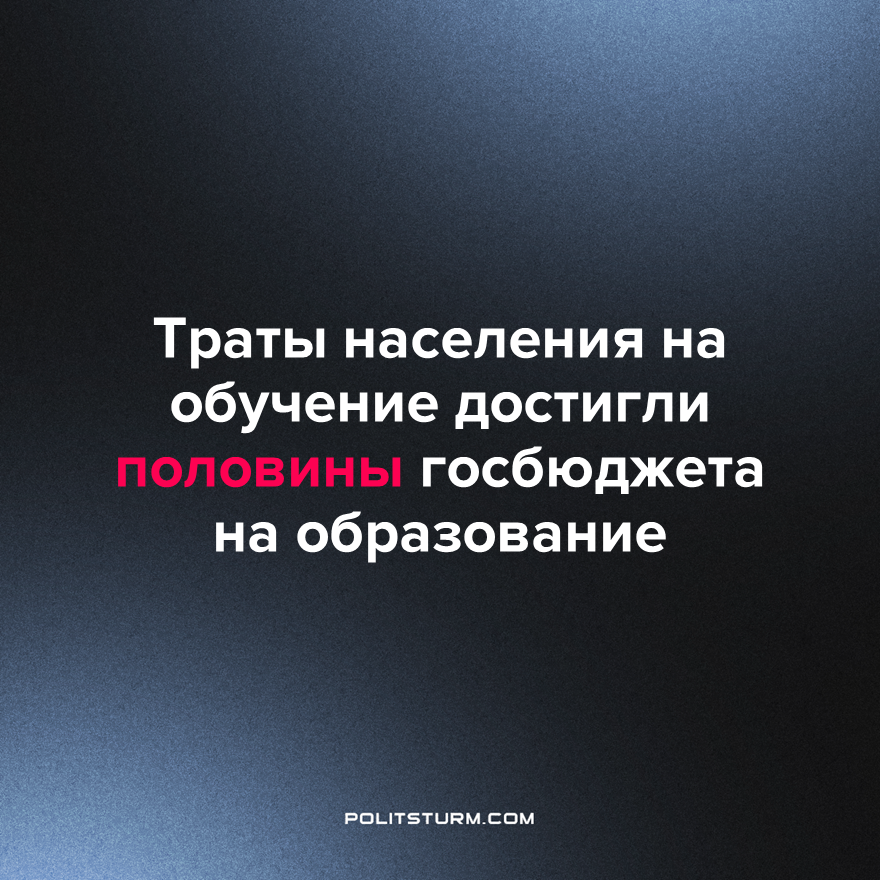 Траты населения на
обучение достигли
половины госбюджета
на образование
POLITSTURM.COM